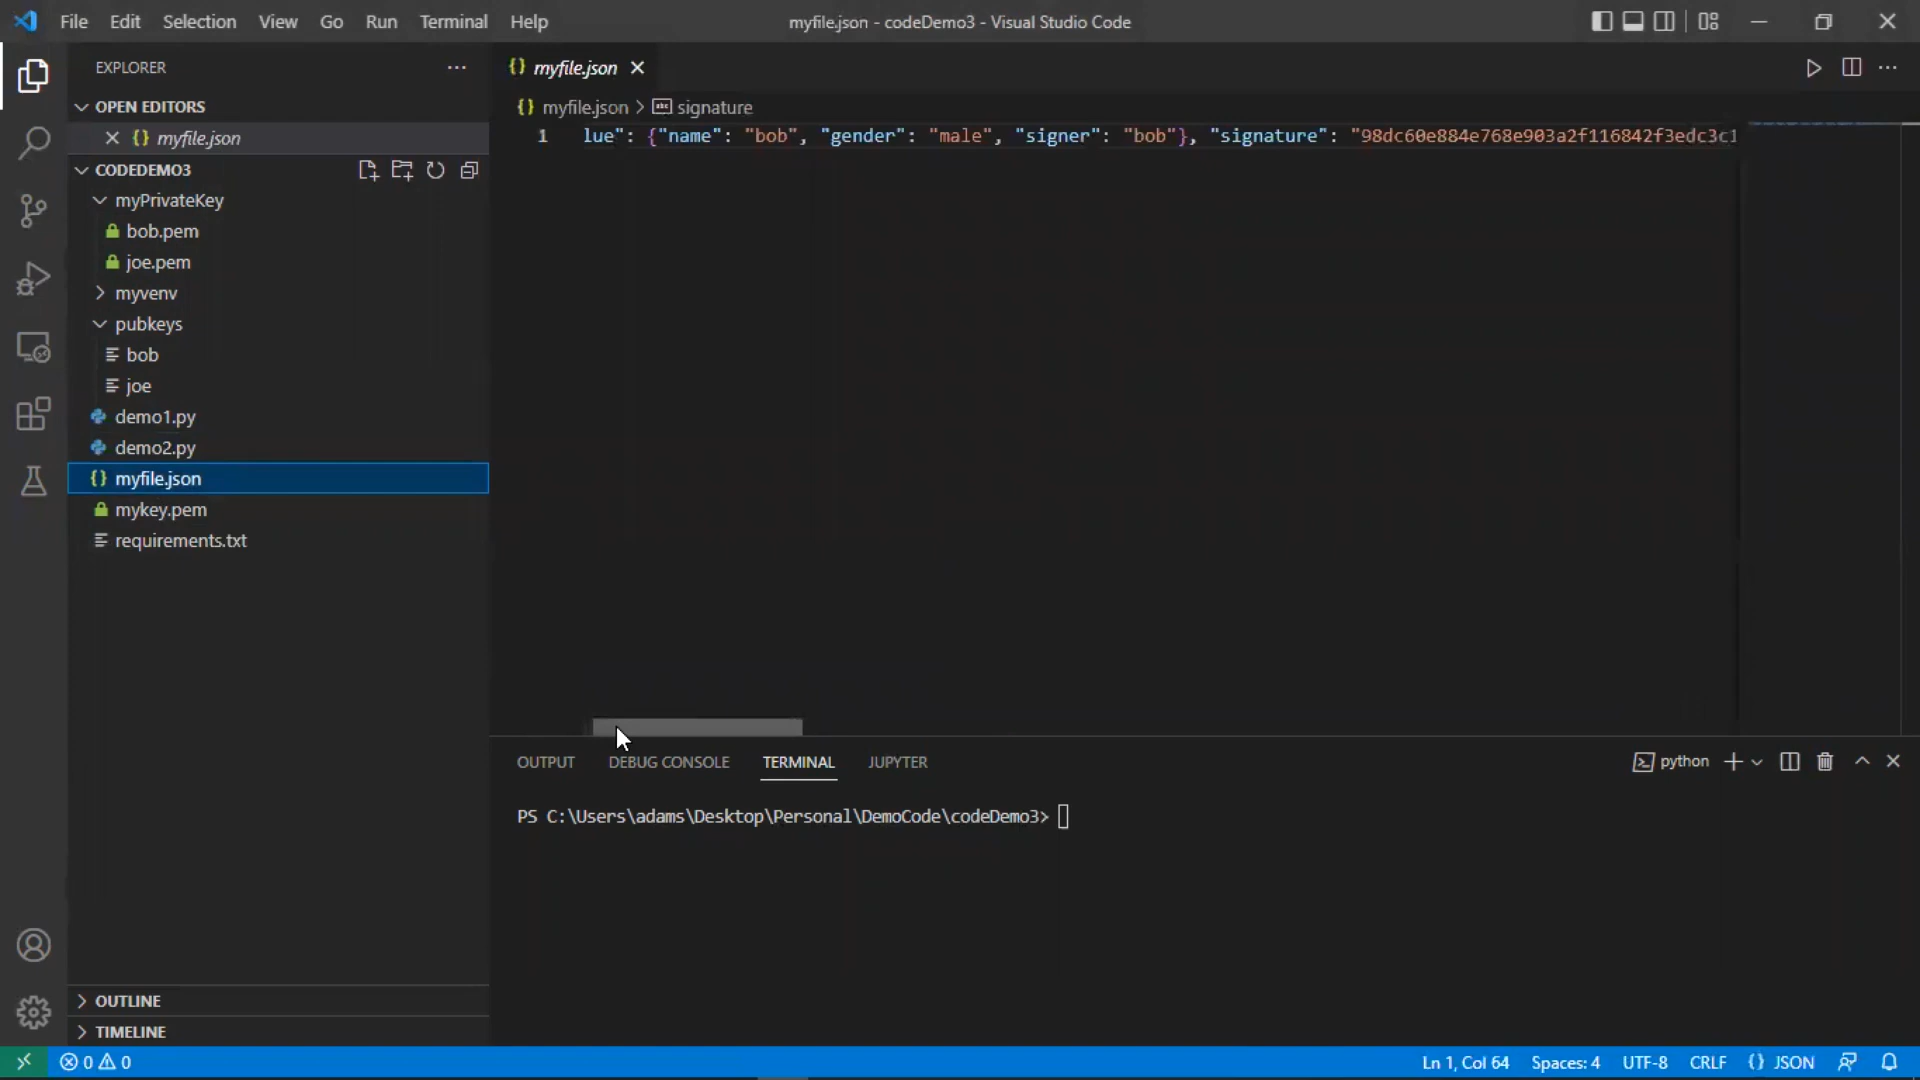 File Edit Selection View Go Run Terminal Help
myfile.json - codeDemo3 - Visual Studio Code
EXPLORER
OPEN EDITORS
{} myfile.json
CODEDEMO3
myPrivateKey
bob.pem
joe.pem
myvenv
pubkeys
bob
joe
demo1.py
demo2.py
{} myfile.json
mykey.pem
requirements.txt
OUTLINE
TIMELINE
{} myfile.json
{} myfile.json > abc signature
1 lue": {"name": "bob", "gender": "male", "signer": "bob"}, "signature": "98dc60e884e768e903a2f116842f3edc3c1
OUTPUT DEBUG CONSOLE TERMINAL JUPYTER
python
PS C:\Users\adams\Desktop\Personal\DemoCode\codeDemo3>
0 0
Ln 1, Col 64 Spaces: 4 UTF-8 CRLF {} JSON